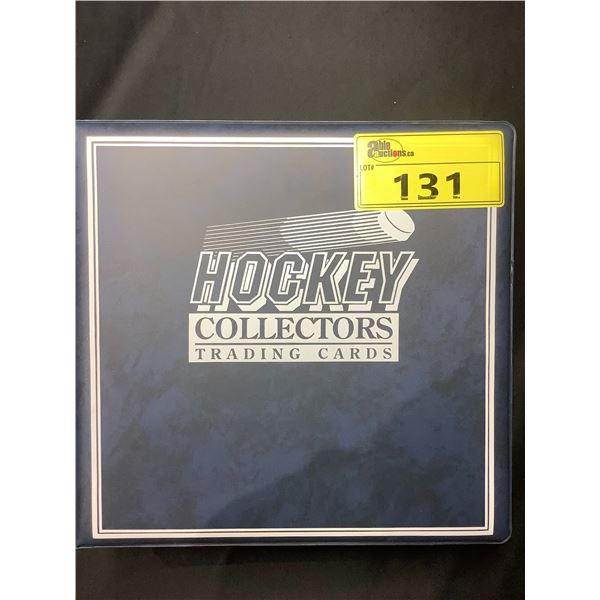 able
auctions.ca
LOT#
131
HOCKEY
COLLECTORS
TRADING CARDS